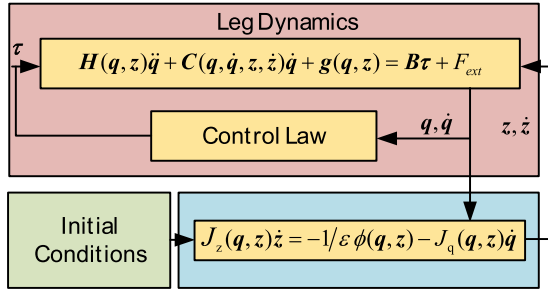 Leg Dynamics
τ
H(q,z)q̈ + C(q,q̇,z,ż)q̇ + g(q,z) = Bτ + F_ext
Control Law
q,q̇
z,ż
Initial
Conditions
J_z(q,z)ż = −1/ε ϕ(q,z) − J_q(q,z)q̇